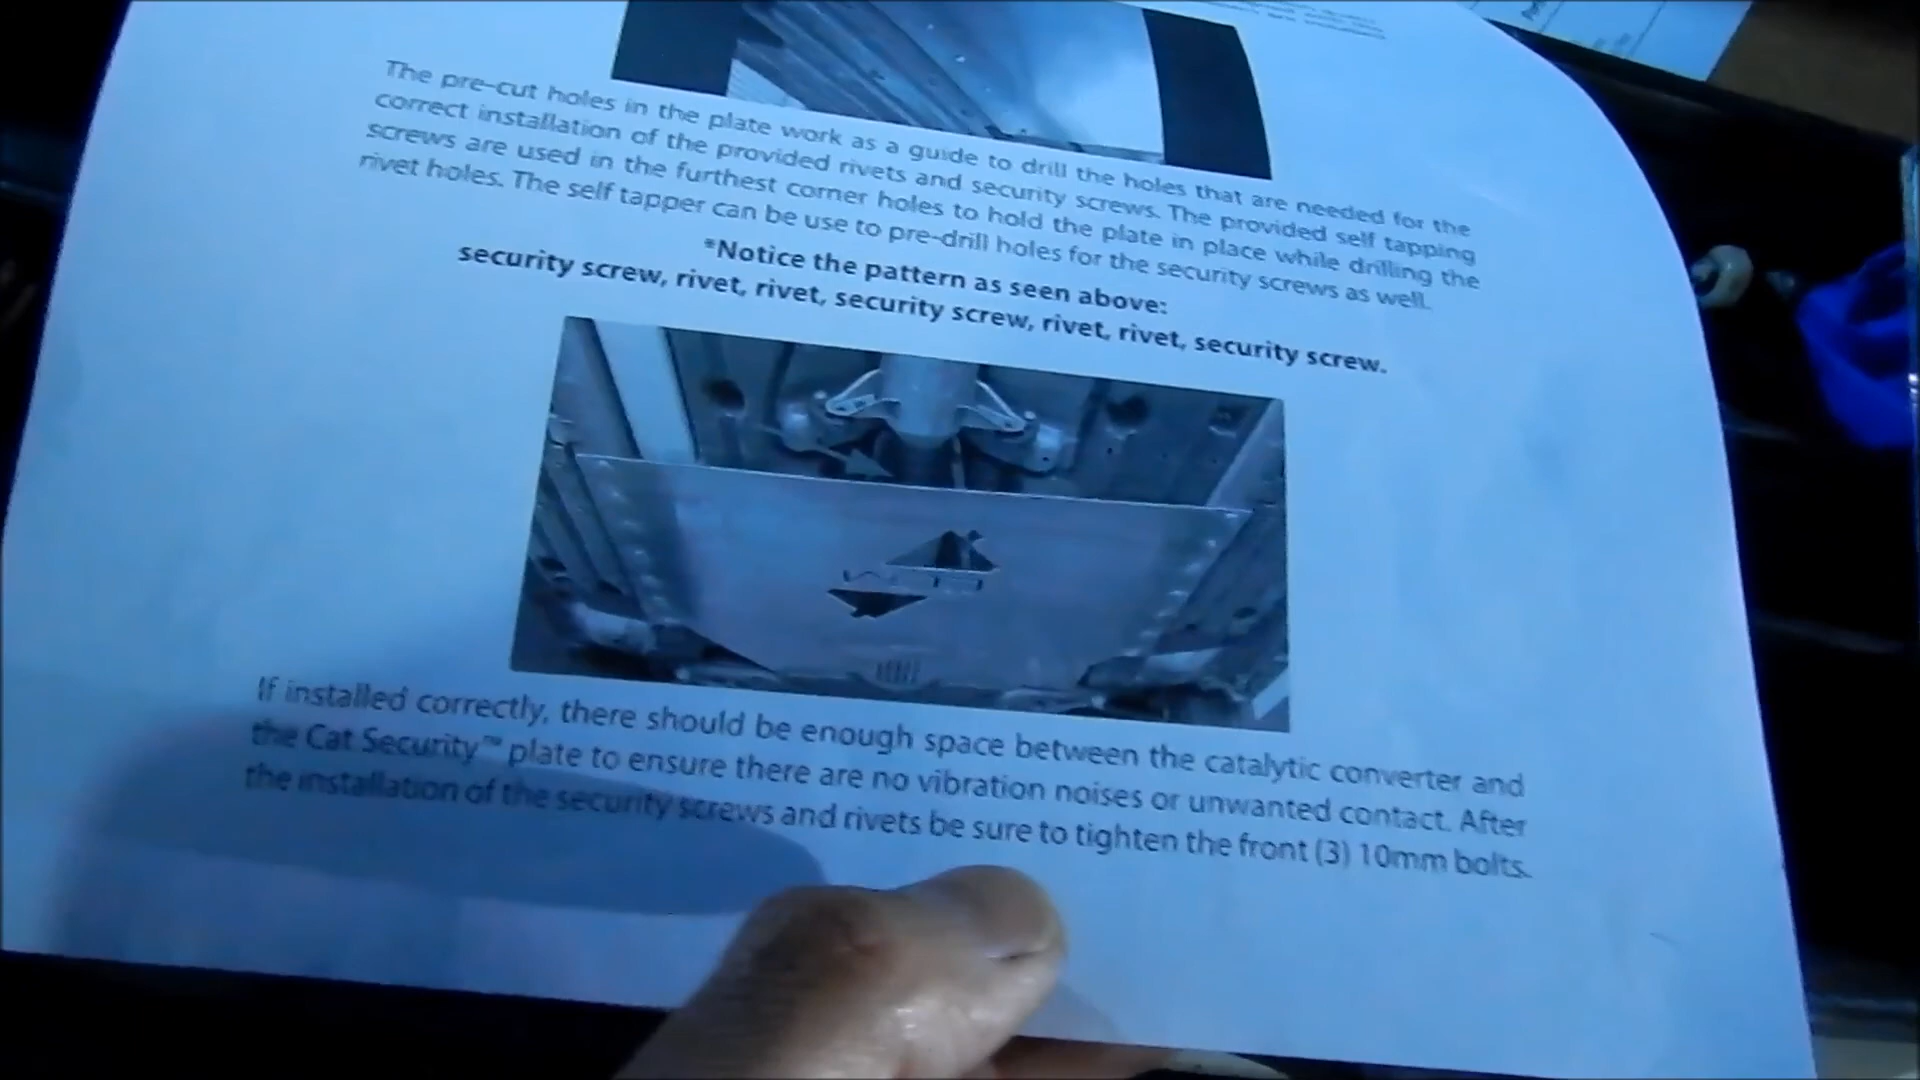 The pre-cut holes in the plate work as a guide to drill the holes that are needed for the
correct installation of the provided rivets and security screws. The provided self tapping
screws are used in the furthest corner holes to hold the plate in place while drilling the
rivet holes. The self tapper can be use to pre-drill holes for the security screws as well.
*Notice the pattern as seen above:
security screw, rivet, rivet, security screw, rivet, rivet, security screw.
If installed correctly, there should be enough space between the catalytic converter and
the Cat Security™ plate to ensure there are no vibration noises or unwanted contact. After
the installation of the security screws and rivets be sure to tighten the front (3) 10mm bolts.